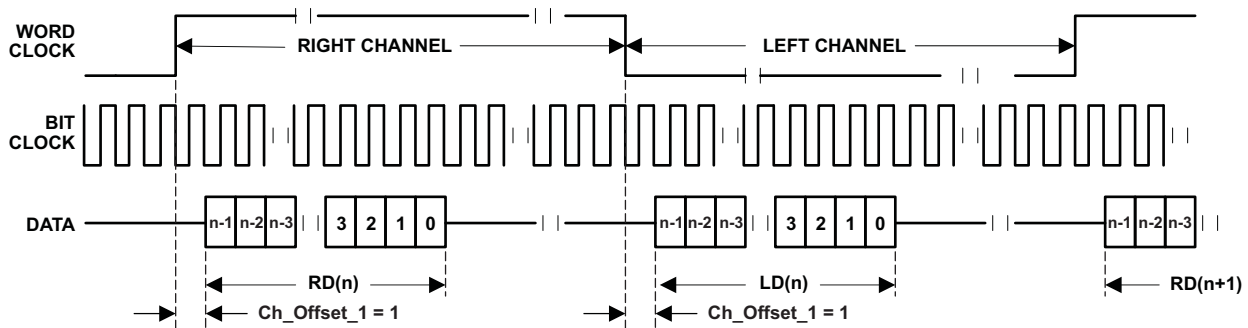 WORD
CLOCK
RIGHT CHANNEL
LEFT CHANNEL
BIT
CLOCK
DATA
n-1 n-2 n-3 3 2 1 0 n-1 n-2 n-3 3 2 1 0 n-1 n-2 n-3
RD(n) LD(n) RD(n+1)
Ch_Offset_1 = 1 Ch_Offset_1 = 1